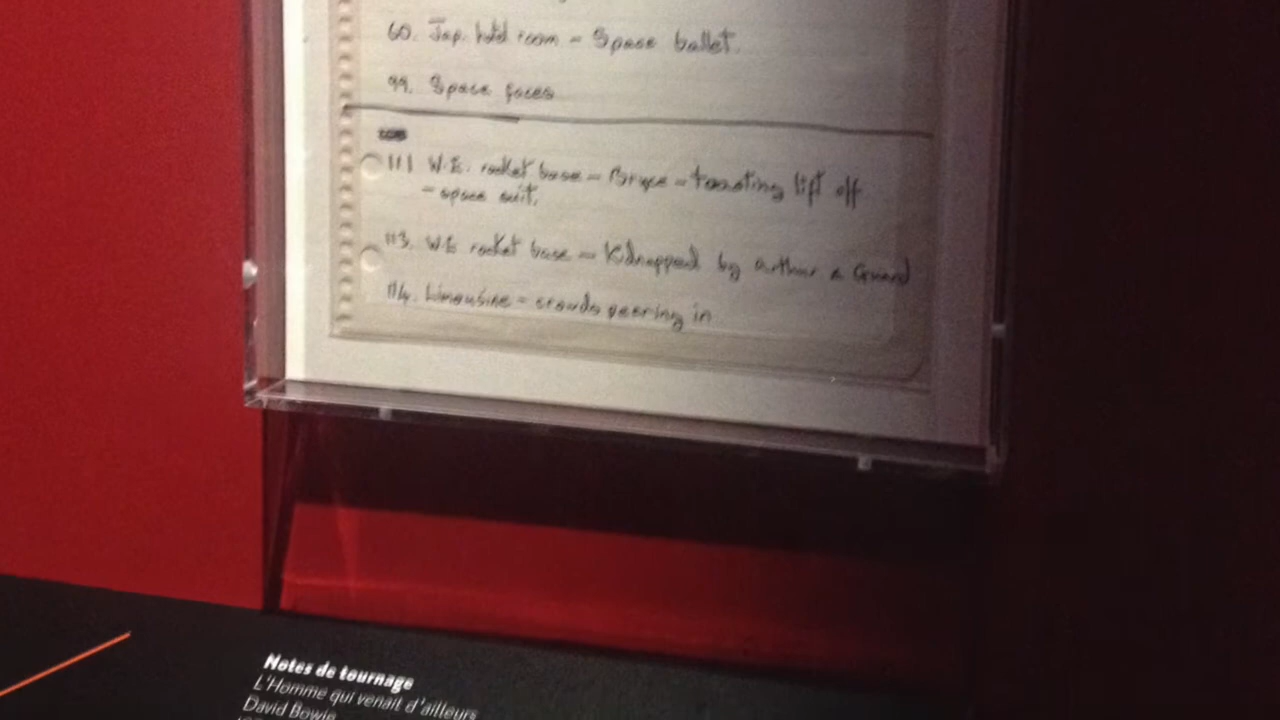 60. Jap. hotel room - Space ballet.
99. Space faces
111 W.E. rocket base - Bryce - toasting lift off
- space suit.
113. W.E rocket base - Kidnapped by Arthur & Guard
114. Limousine - crowds peering in
Notes de tournage
L'Homme qui venait d'ailleurs
David Bowie